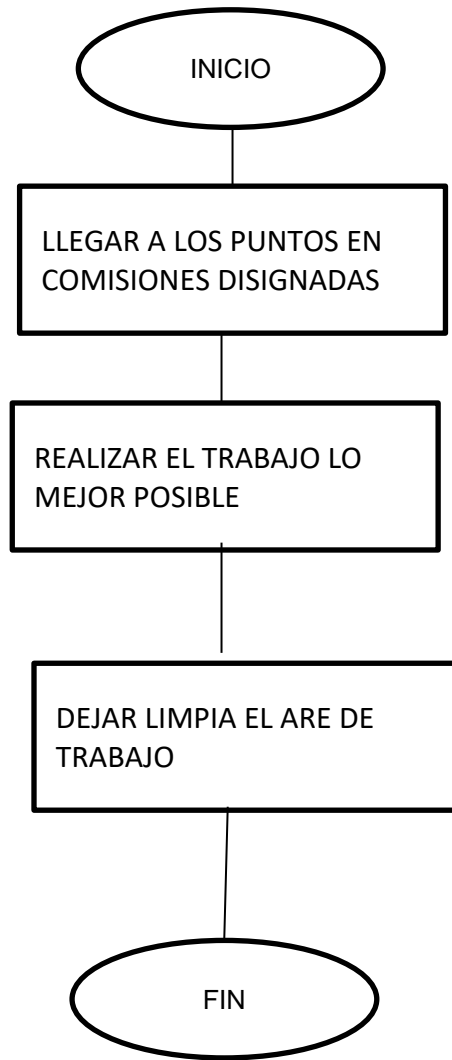 INICIO
LLEGAR A LOS PUNTOS EN
COMISIONES DISIGNADAS
REALIZAR EL TRABAJO LO
MEJOR POSIBLE
DEJAR LIMPIA EL ARE DE
TRABAJO
FIN